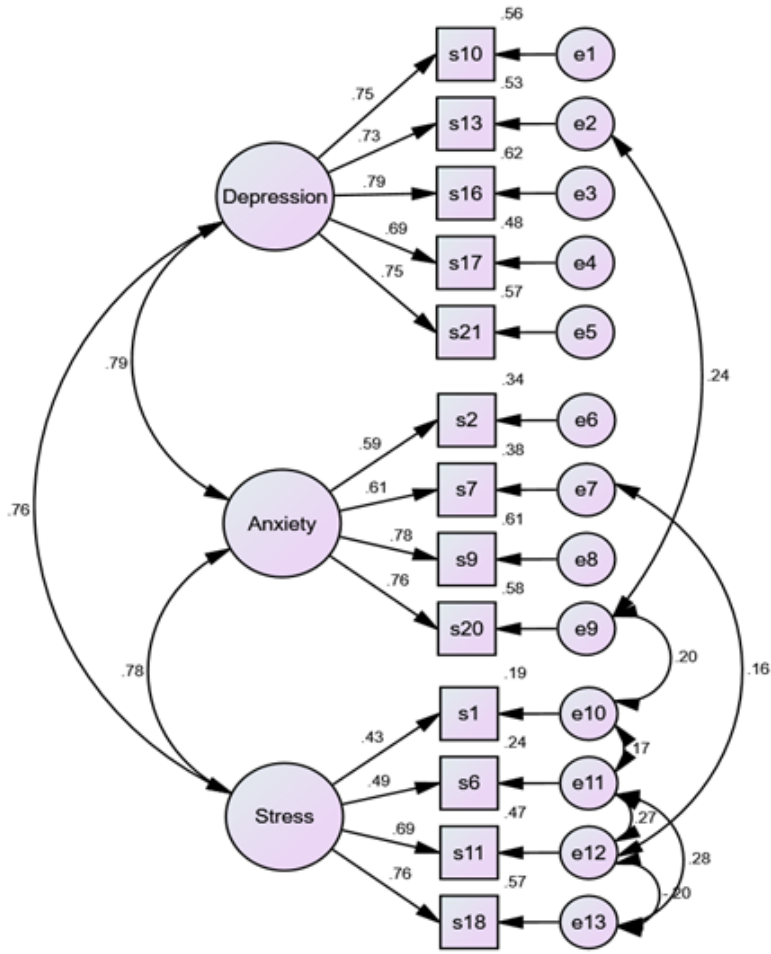 .56
s10 e1
.75 .53
.73 s13 e2
.62
Depression .79 s16 e3
.48
.69 s17 e4
.75 .57
s21 e5
.79 .24
.34
.59 s2 e6
.38
.61 s7 e7
.76 .61
Anxiety .78 s9 e8
.76 .58
s20 e9
.20
.78 .19 .16
.43 s1 e10
.24 17
.49 s6 e11
.47 .27
Stress .69 s11 e12
.28
.76 .57 -.20
s18 e13